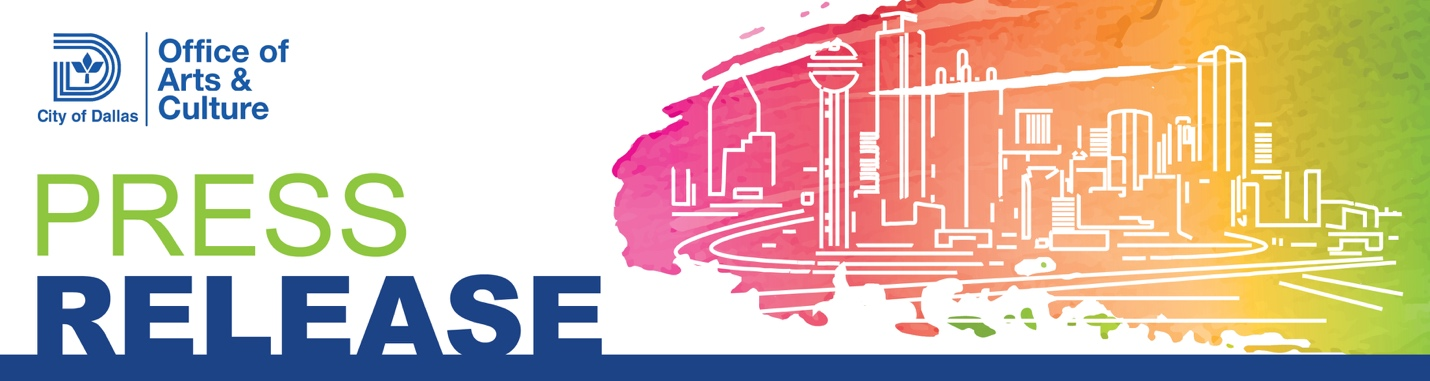 City of Dallas
Office of
Arts &
Culture
PRESS
RELEASE